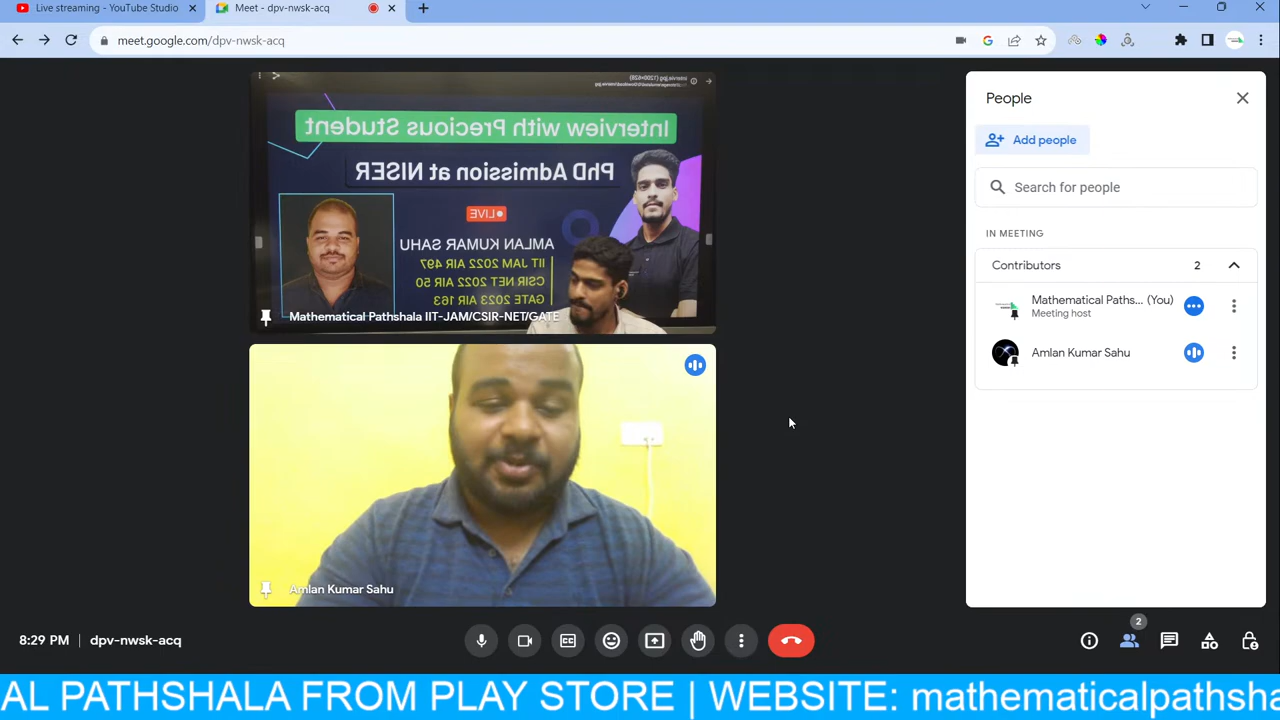 Live streaming - YouTube Studio
Meet - dpv-nwsk-acq
meet.google.com/dpv-nwsk-acq
Interview with Precious Student
PhD Admission at NISER
LIVE
AMLAN KUMAR SAHU
IIT JAM 2022 AIR 497
CSIR NET 2022 AIR 50
GATE 2023 AIR 163
Mathematical Pathshala IIT-JAM/CSIR-NET/GATE
Amlan Kumar Sahu
People
Add people
Search for people
IN MEETING
Contributors 2
Mathematical Paths... (You)
Meeting host
Amlan Kumar Sahu
8:29 PM | dpv-nwsk-acq
2
AL PATHSHALA FROM PLAY STORE | WEBSITE: mathematicalpathsha